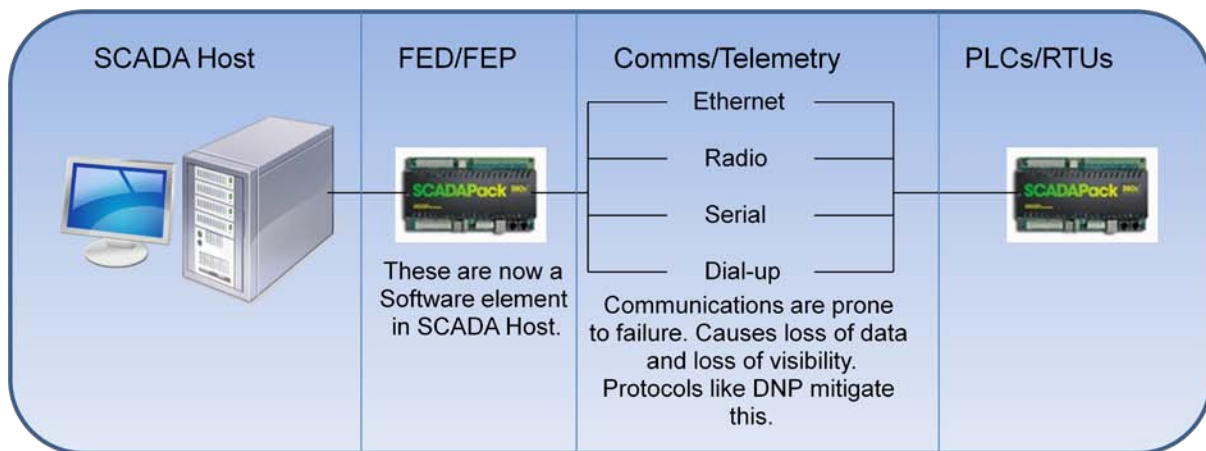 SCADA Host
FED/FEP
Comms/Telemetry
PLCs/RTUs
Ethernet
Radio
Serial
Dial-up
SCADAPack
SCADAPack
These are now a
Software element
in SCADA Host.
Communications are prone
to failure. Causes loss of data
and loss of visibility.
Protocols like DNP mitigate
this.